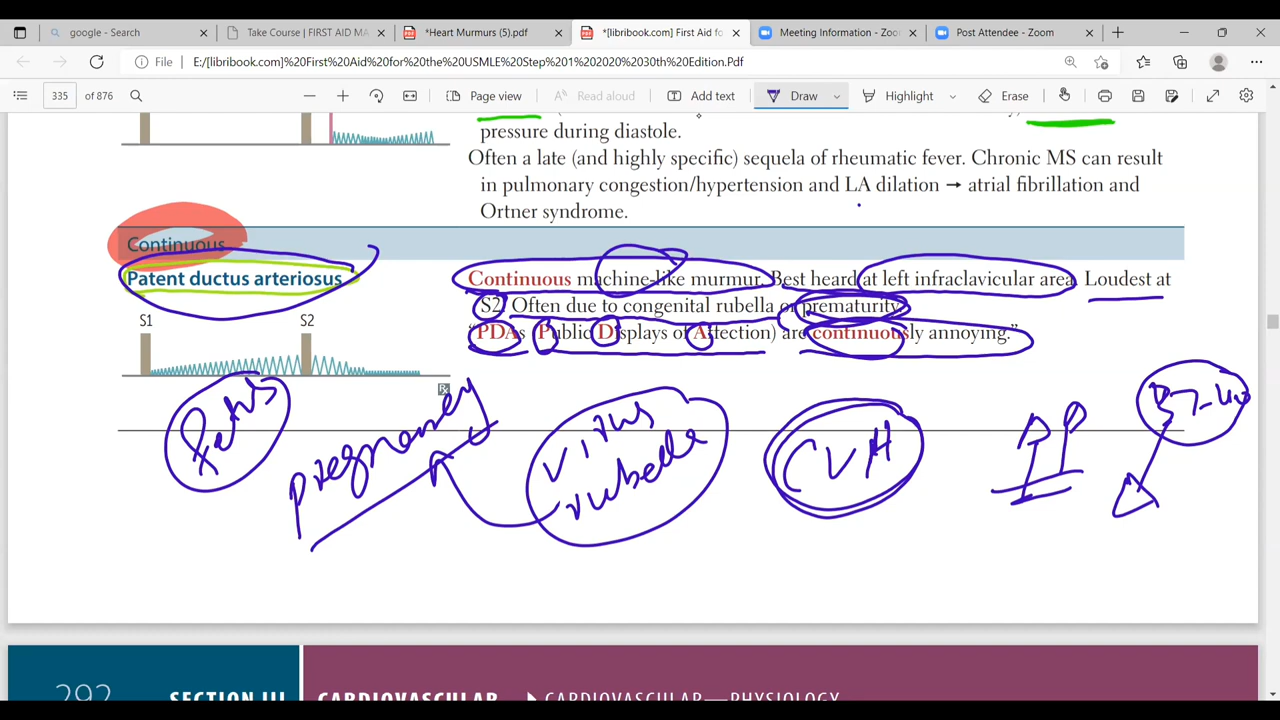 google - Search
Take Course | FIRST AID MA
*Heart Murmurs (5).pdf
*[libribook.com] First Aid fo
Meeting Information - Zoo
Post Attendee - Zoom
File
E:/[libribook.com]%20First%20Aid%20for%20the%20USMLE%20Step%201%202020%2030th%20Edition.Pdf
335 of 876
Page view
Read aloud
Add text
Draw
Highlight
Erase
pressure during diastole.
Often a late (and highly specific) sequela of rheumatic fever. Chronic MS can result
in pulmonary congestion/hypertension and LA dilation → atrial fibrillation and
Ortner syndrome.
Continuous
Patent ductus arteriosus
Continuous machine-like murmur. Best heard at left infraclavicular area. Loudest at
S2. Often due to congenital rubella or prematurity.
"PDAs (Public Displays of Affection) are continuously annoying."
S1 S2
Rx
Fetus
pregnancy
virus
rubella
CVH
PP
37-40
292 SECTION III CARDIOVASCULAR ▶ CARDIOVASCULAR—PHYSIOLOGY